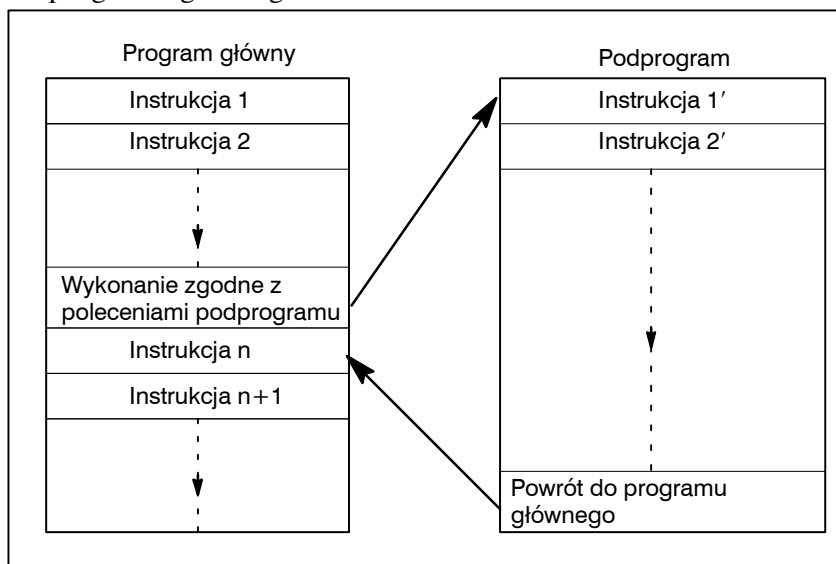 Program główny
Instrukcja 1
Instrukcja 2
Wykonanie zgodne z
poleceniami podprogramu
Instrukcja n
Instrukcja n+1
Podprogram
Instrukcja 1′
Instrukcja 2′
Powrót do programu
głównego